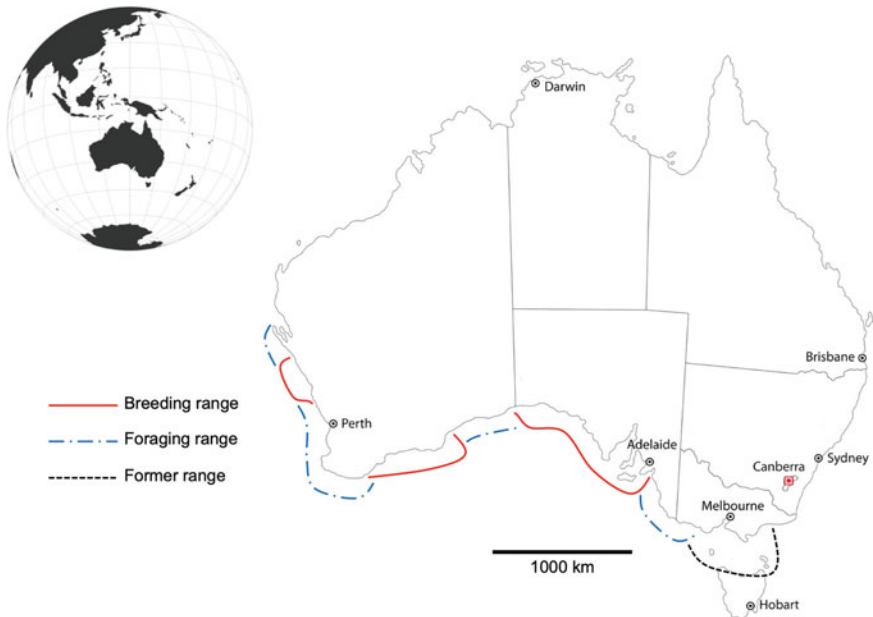 Darwin
Brisbane
Breeding range
Foraging range
Former range
Perth
Adelaide
Canberra
Sydney
Melbourne
1000 km
Hobart